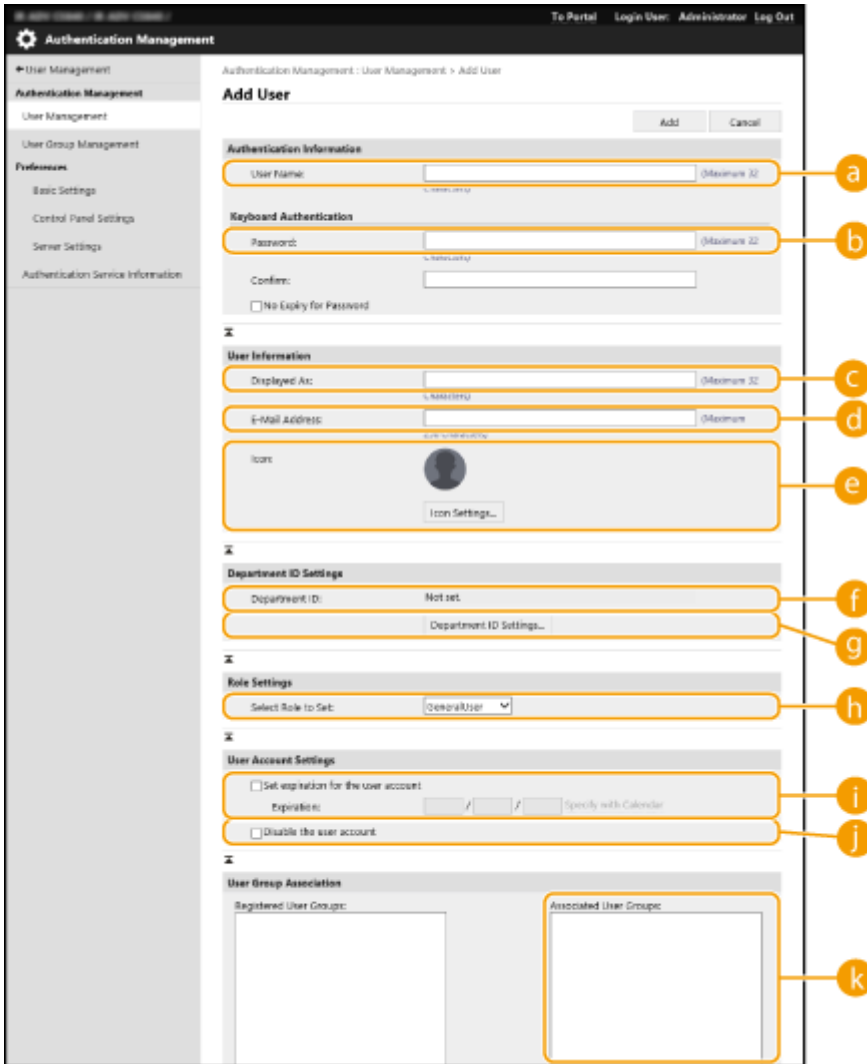 To Portal Login User: Administrator Log Out
Authentication Management
User Management
Authentication Management : User Management > Add User
Authentication Management
Add User
User Management
Add Cancel
User Group Management
Authentication Information
a
User Name: (Maximum 32
Preferences
Basic Settings
Control Panel Settings
Keyboard Authentication
b
Password: (Maximum 32
Server Settings
Authentication Service Information
Confirm:
No Expiry for Password
User Information
c
Displayed As: (Maximum 32
characters)
d
E-Mail Address: (Maximum
e
Icon:
Icon Settings...
Department ID Settings
f
Department ID: Not set.
g
Department ID Settings...
Role Settings
h
Select Role to Set: GeneralUser
User Account Settings
i
Set expiration for the user account
Expiration: / / Specify with Calendar
j
Disable the user account
User Group Association
Registered User Groups: Associated User Groups:
k